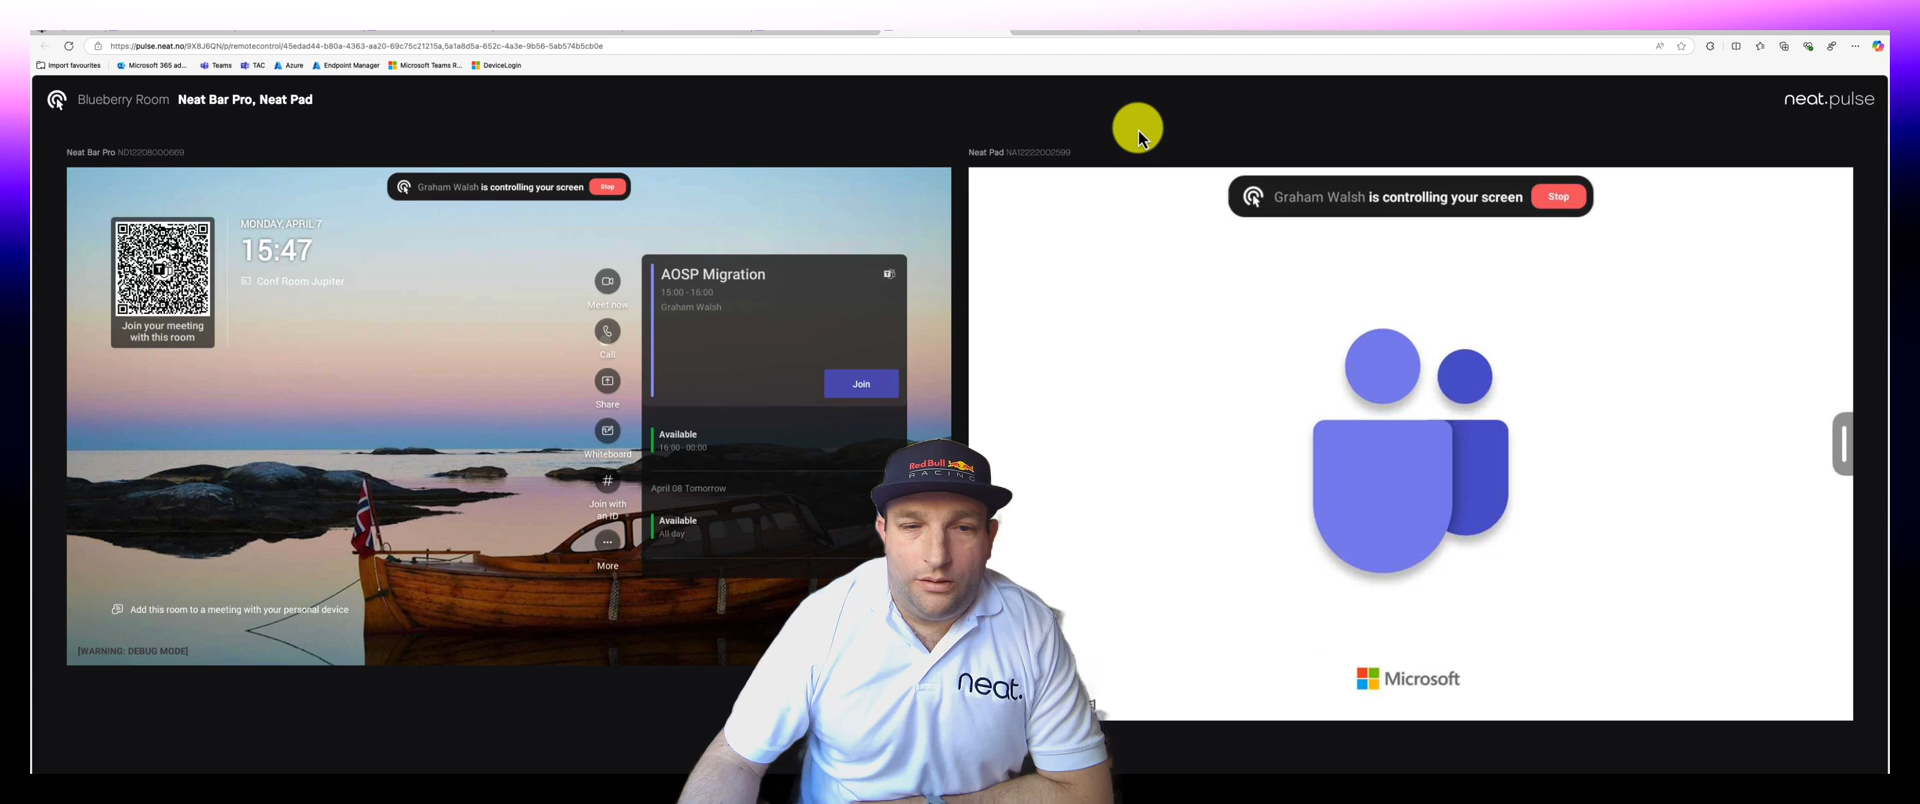 https://pulse.neat.no/9X8J6QN/p/remotecontrol/45edad44-b80a-4363-aa20-69c75c21215a,5a1a8d5a-652c-4a3e-9b56-5ab574b5cb0e
Import favourites
Microsoft 365 ad...
Teams
TAC
Azure
Endpoint Manager
Microsoft Teams R...
DeviceLogin
Blueberry Room Neat Bar Pro, Neat Pad
neat.pulse
Neat Bar Pro ND12208000669
Neat Pad NA12222002599
Graham Walsh is controlling your screen Stop
Graham Walsh is controlling your screen Stop
MONDAY, APRIL 7
15:47
Conf Room Jupiter
Join your meeting
with this room
Meet now
Call
Share
Whiteboard
#
Join with
an ID
More
AOSP Migration
15:00 - 16:00
Graham Walsh
Join
Available
16:00 - 00:00
April 08 Tomorrow
Available
All day
Add this room to a meeting with your personal device
[WARNING: DEBUG MODE]
Red Bull
RACING
neat.
Microsoft